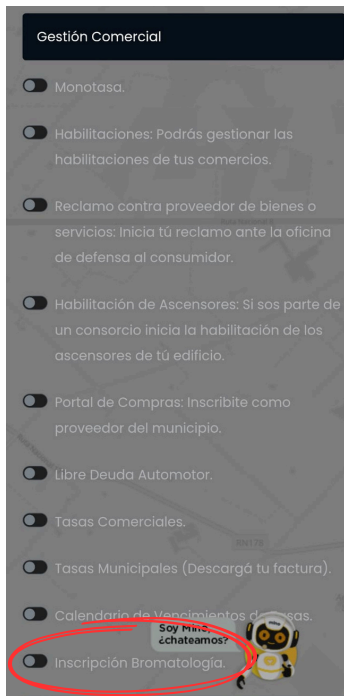 Gestión Comercial
Monotasa.
Habilitaciones: Podrás gestionar las
habilitaciones de tus comercios.
Reclamo contra proveedor de bienes o
servicios: Inicia tú reclamo ante la oficina
de defensa al consumidor.
Habilitación de Ascensores: Si sos parte de
un consorcio inicia la habilitación de los
ascensores de tú edificio.
Portal de Compras: Inscribite como
proveedor del municipio.
Libre Deuda Automotor.
Tasas Comerciales.
RN178
Tasas Municipales (Descargá tu factura).
Calendario de Vencimientos de Tasas.
Soy Mino,
¿chateamos?
Inscripción Bromatología.